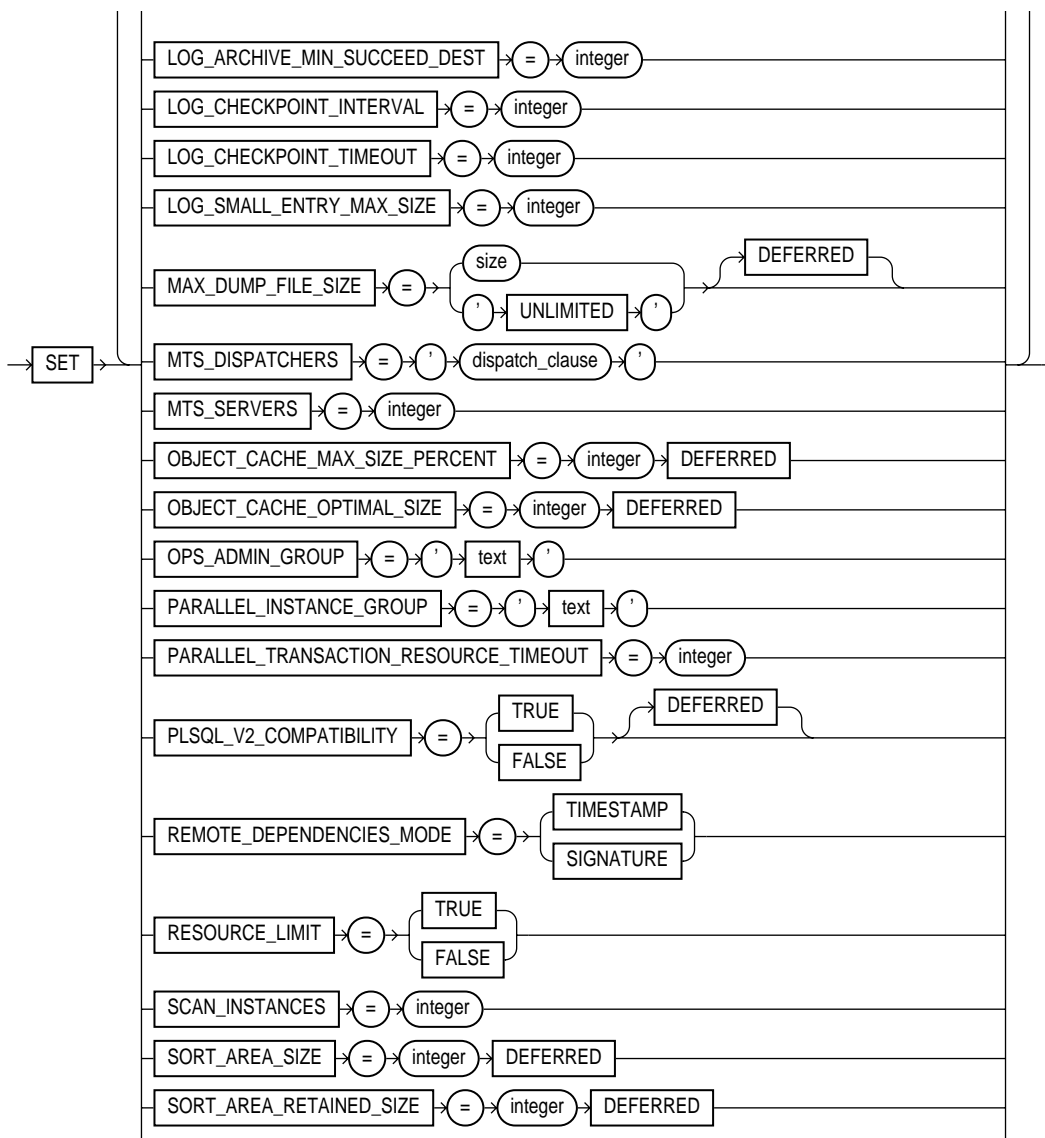 LOG_ARCHIVE_MIN_SUCCEED_DEST = integer
LOG_CHECKPOINT_INTERVAL = integer
LOG_CHECKPOINT_TIMEOUT = integer
LOG_SMALL_ENTRY_MAX_SIZE = integer
size DEFERRED
MAX_DUMP_FILE_SIZE =
’ UNLIMITED ’
SET MTS_DISPATCHERS = ’ dispatch_clause ’
MTS_SERVERS = integer
OBJECT_CACHE_MAX_SIZE_PERCENT = integer DEFERRED
OBJECT_CACHE_OPTIMAL_SIZE = integer DEFERRED
OPS_ADMIN_GROUP = ’ text ’
PARALLEL_INSTANCE_GROUP = ’ text ’
PARALLEL_TRANSACTION_RESOURCE_TIMEOUT = integer
TRUE DEFERRED
PLSQL_V2_COMPATIBILITY =
FALSE
TIMESTAMP
REMOTE_DEPENDENCIES_MODE =
SIGNATURE
TRUE
RESOURCE_LIMIT =
FALSE
SCAN_INSTANCES = integer
SORT_AREA_SIZE = integer DEFERRED
SORT_AREA_RETAINED_SIZE = integer DEFERRED